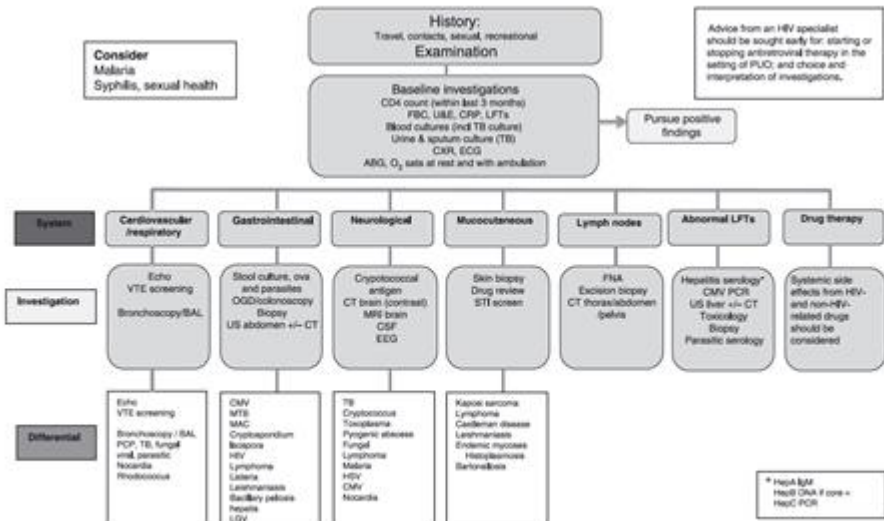 History:
Travel, contacts, sexual, recreational
Examination
Consider
Malaria
Syphilis, sexual health
Advice from an HIV specialist
should be sought early for: starting or
stopping antiretroviral therapy in the
setting of PUO; and choice and
interpretation of investigations.
Baseline investigations
CD4 count (within last 3 months)
FBC, U&E, CRP, LFTs
Blood cultures (incl TB culture)
Urine & sputum culture (TB)
CXR, ECG
ABG, O2 sats at rest and with ambulation
Pursue positive
findings
System
Cardiovascular
/respiratory
Gastrointestinal
Neurological
Mucocutaneous
Lymph nodes
Abnormal LFTs
Drug therapy
Investigation
Echo
VTE screening
Bronchoscopy/BAL
Stool culture, ova
and parasites
OGD/colonoscopy
Biopsy
US abdomen +/– CT
Cryptococcal
antigen
CT brain (contrast)
MRI brain
CSF
EEG
Skin biopsy
Drug review
STI screen
FNA
Excision biopsy
CT thorax/abdomen
/pelvis
Hepatitis serology*
CMV PCR
US liver +/– CT
Toxicology
Biopsy
Parasitic serology
Systemic side
effects from HIV-
and non-HIV-
related drugs
should be
considered
Differential
Echo
VTE screening
Bronchoscopy / BAL
PCP, TB, fungal
viral, parasitic
Nocardia
Rhodococcus
CMV
MTB
MAC
Cryptosporidium
Isospora
HIV
Lymphoma
Listeria
Leishmaniasis
Bacillary peliosis
hepatis
LGV
TB
Cryptococcus
Toxoplasma
Pyogenic abscess
Fungal
Lymphoma
Malaria
HSV
CMV
Nocardia
Kaposi sarcoma
Lymphoma
Castleman disease
Leishmaniasis
Endemic mycoses
Histoplasmosis
Bartonellosis
* HepA IgM
HepB DNA if core +
HepC PCR